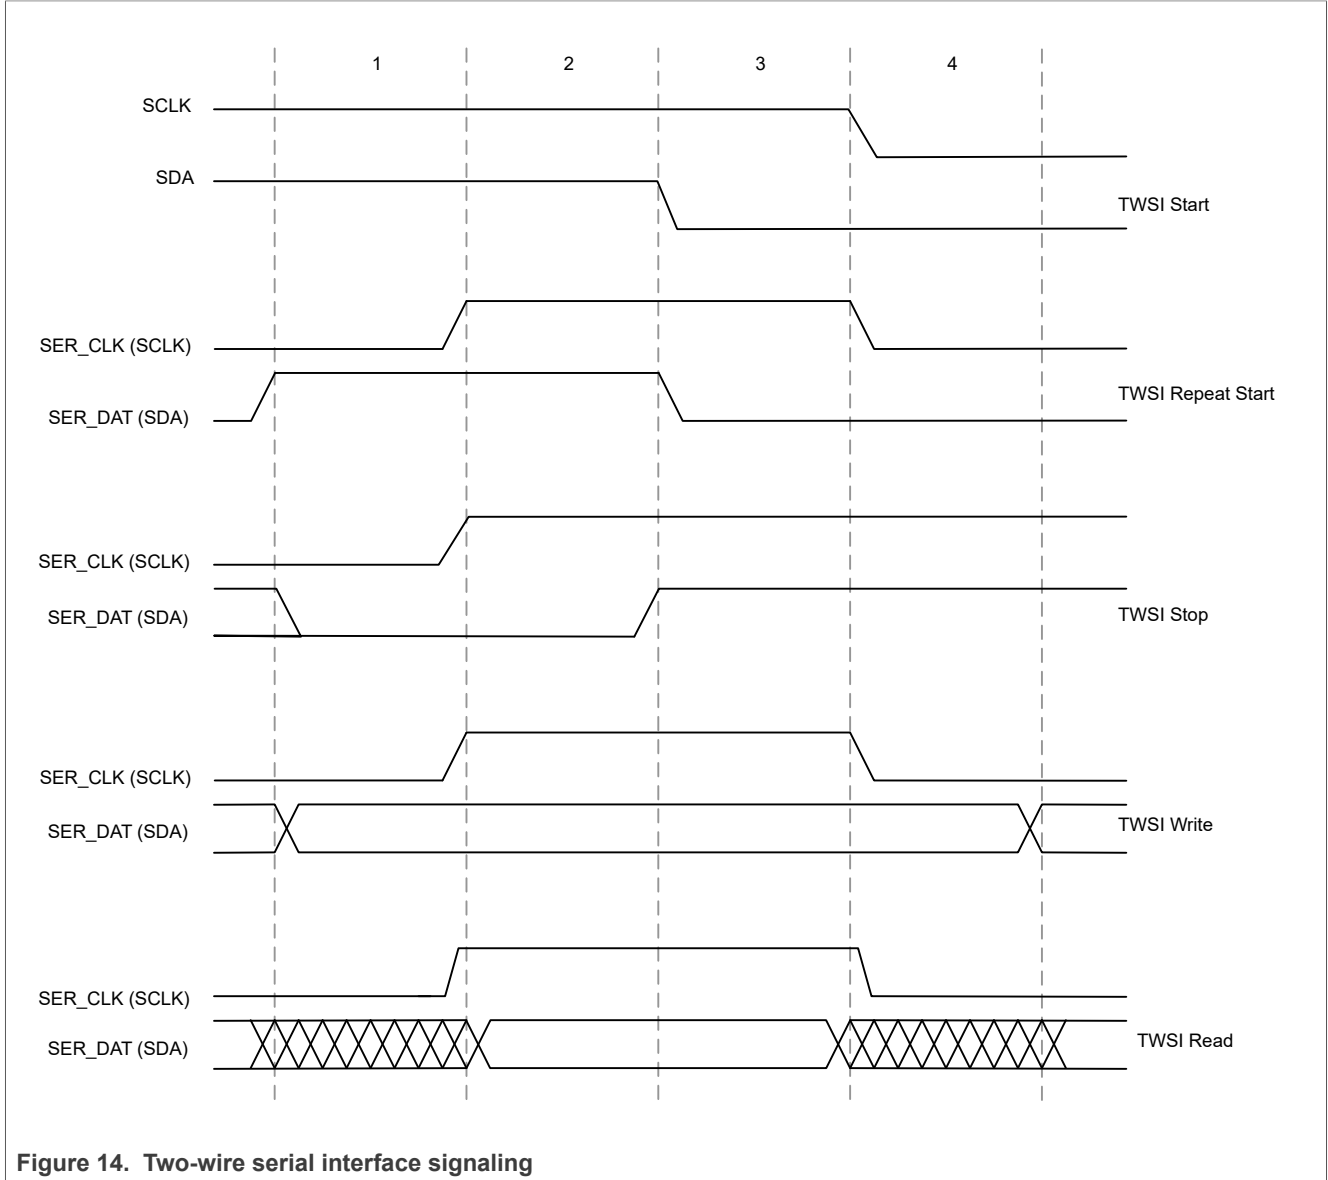 1 2 3 4
SCLK
SDA
TWSI Start
SER_CLK (SCLK)
TWSI Repeat Start
SER_DAT (SDA)
SER_CLK (SCLK)
SER_DAT (SDA)
TWSI Stop
SER_CLK (SCLK)
SER_DAT (SDA)
TWSI Write
SER_CLK (SCLK)
SER_DAT (SDA)
TWSI Read
Figure 14. Two-wire serial interface signaling